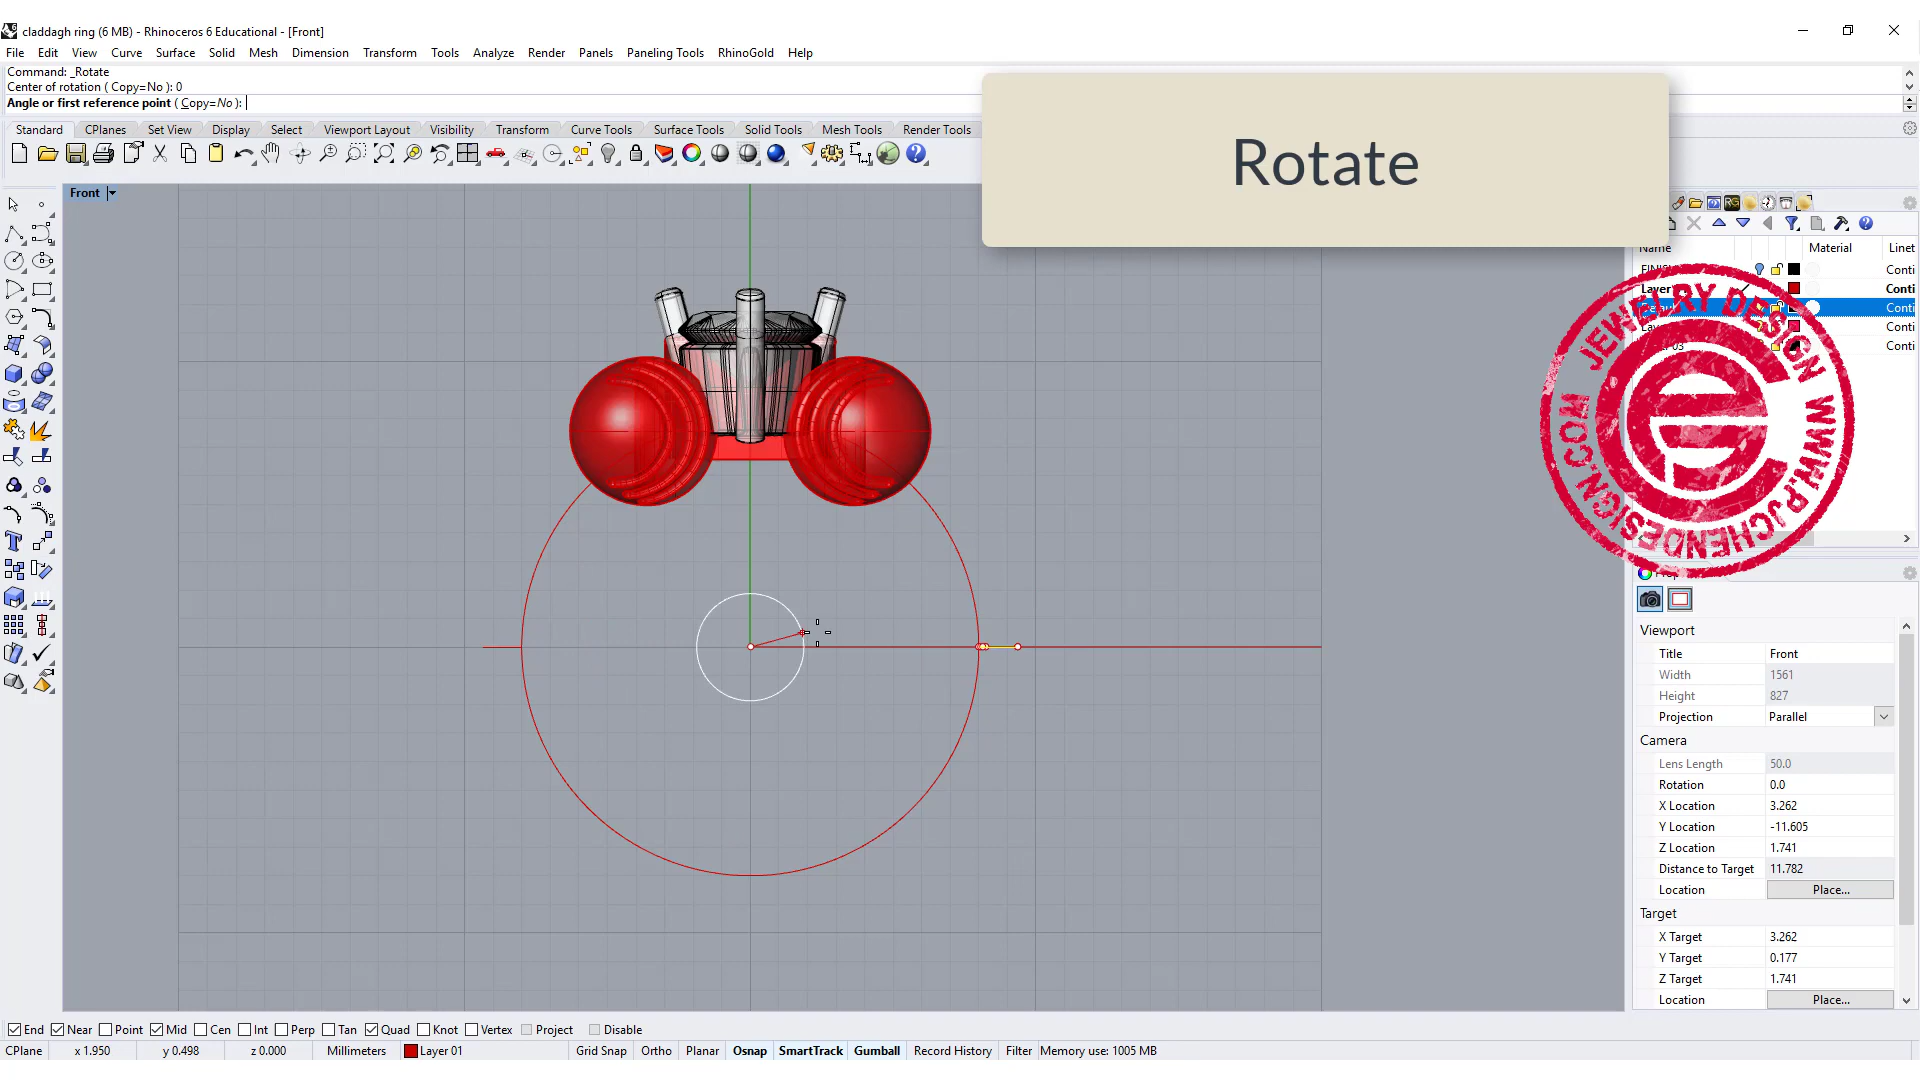 claddagh ring (6 MB) - Rhinoceros 6 Educational - [Front]
File Edit View Curve Surface Solid Mesh Dimension Transform Tools Analyze Render Panels Paneling Tools RhinoGold Help
Command: _Rotate
Center of rotation ( Copy=No ): 0
Angle or first reference point ( Copy=No ):
Standard CPlanes Set View Display Select Viewport Layout Visibility Transform Curve Tools Surface Tools Solid Tools Mesh Tools Render Tools
Rotate
Front
RG
Name Material Linet
Conti
Conti
Conti
Conti
Conti
JEWELRY DESIGN WWW.PJCHENDESIGN.COM
Viewport
Title Front
Width 1561
Height 827
Projection Parallel
Camera
Lens Length 50.0
Rotation 0.0
X Location 3.262
Y Location -11.605
Z Location 1.741
Distance to Target 11.782
Location Place...
Target
X Target 3.262
Y Target 0.177
Z Target 1.741
Location Place...
End Near Point Mid Cen Int Perp Tan Quad Knot Vertex Project Disable
CPlane x 1.950 y 0.498 z 0.000 Millimeters Layer 01 Grid Snap Ortho Planar Osnap SmartTrack Gumball Record History Filter Memory use: 1005 MB